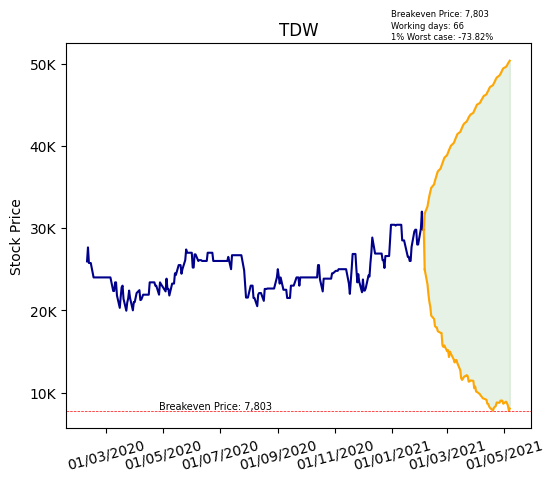 Breakeven Price: 7,803
Working days: 66
1% Worst case: -73.82%
TDW
50K
40K
30K
20K
10K
Stock Price
Breakeven Price: 7,803
01/03/2020 01/05/2020 01/07/2020 01/09/2020 01/11/2020 01/01/2021 01/03/2021 01/05/2021